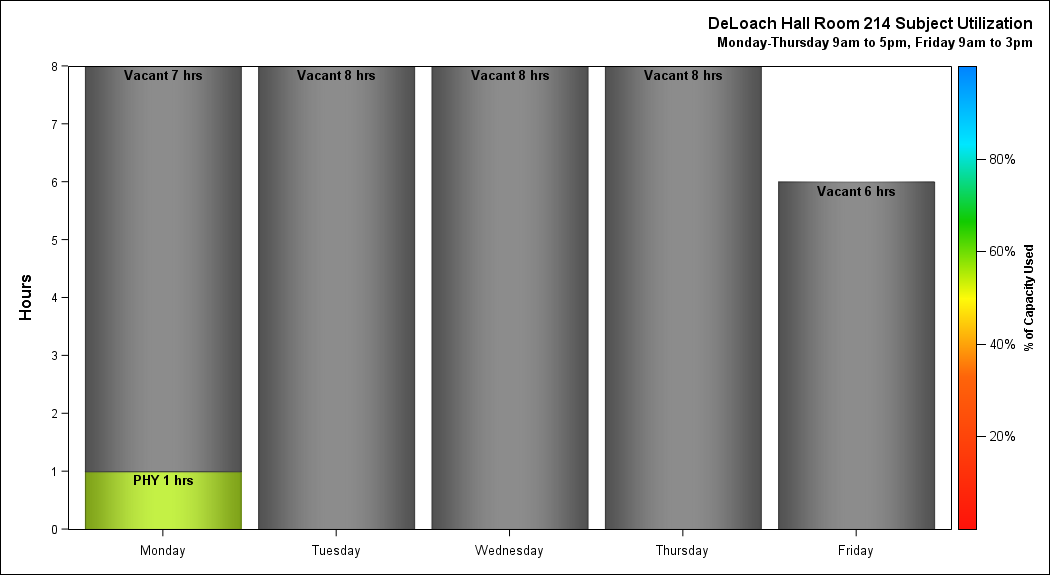 DeLoach Hall Room 214 Subject Utilization
Monday-Thursday 9am to 5pm, Friday 9am to 3pm
Hours
8
7
6
5
4
3
2
1
0
Vacant 7 hrs
Vacant 8 hrs
Vacant 8 hrs
Vacant 8 hrs
Vacant 6 hrs
PHY 1 hrs
Monday
Tuesday
Wednesday
Thursday
Friday
80%
60%
40%
20%
% of Capacity Used